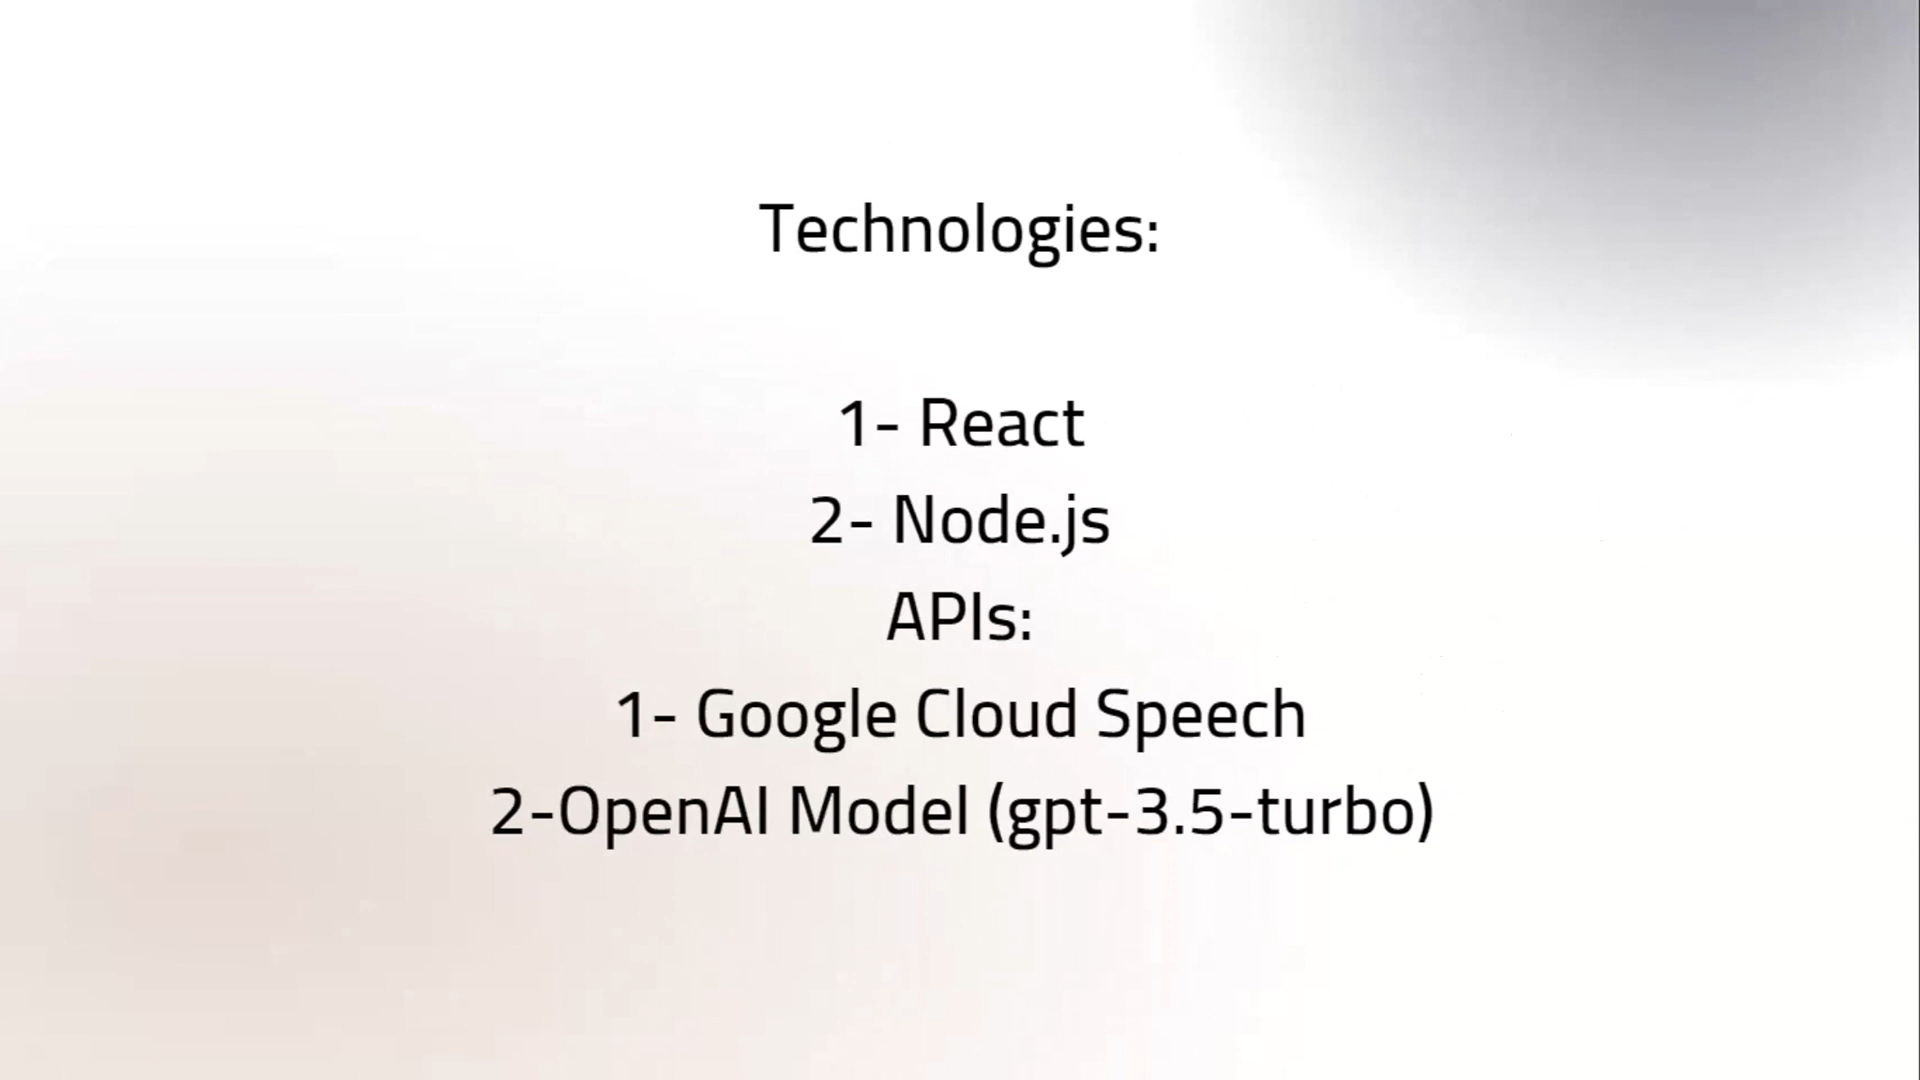 Technologies:
1- React
2- Node.js
APIs:
1- Google Cloud Speech
2-OpenAI Model (gpt-3.5-turbo)